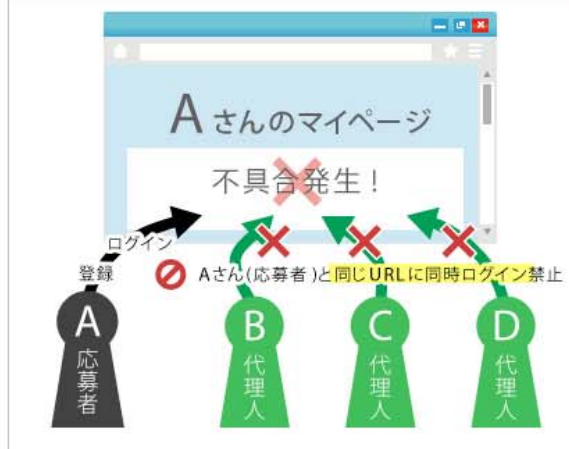 Aさんのマイページ
不具合発生！
ログイン
登録
Aさん(応募者)と同じURLに同時ログイン禁止
A
応募者
B
代理人
C
代理人
D
代理人